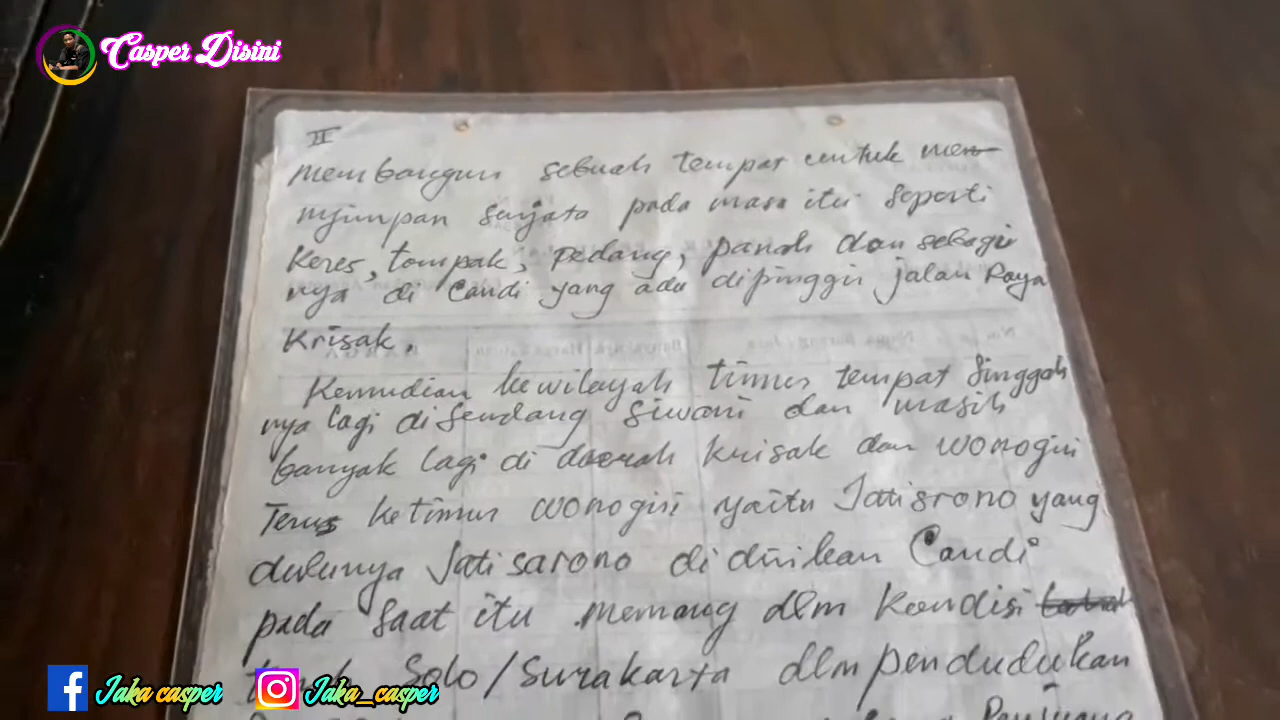 Casper Disini
II
membangun sebuah tempat untuk men
nyimpan senjata pada masa itu seperti
Keres, tombak, Pedang, panah dan sebagi
nya di Candi yang ada dipinggir jalan Raya
Krisak.
Kemudian kewilayah timur tempat Singgah
nya lagi di Sendang Siwani dan masih
banyak lagi di daerah Krisak dan wonogiri
Terus ketimur wonogiri yaitu Jatisrono yang
dulunya Jatisarono didirikan Candi
pada saat itu memang dlm Kondisi
Solo/Surakarta dlm pendudukan
Jaka casper
Jaka_casper